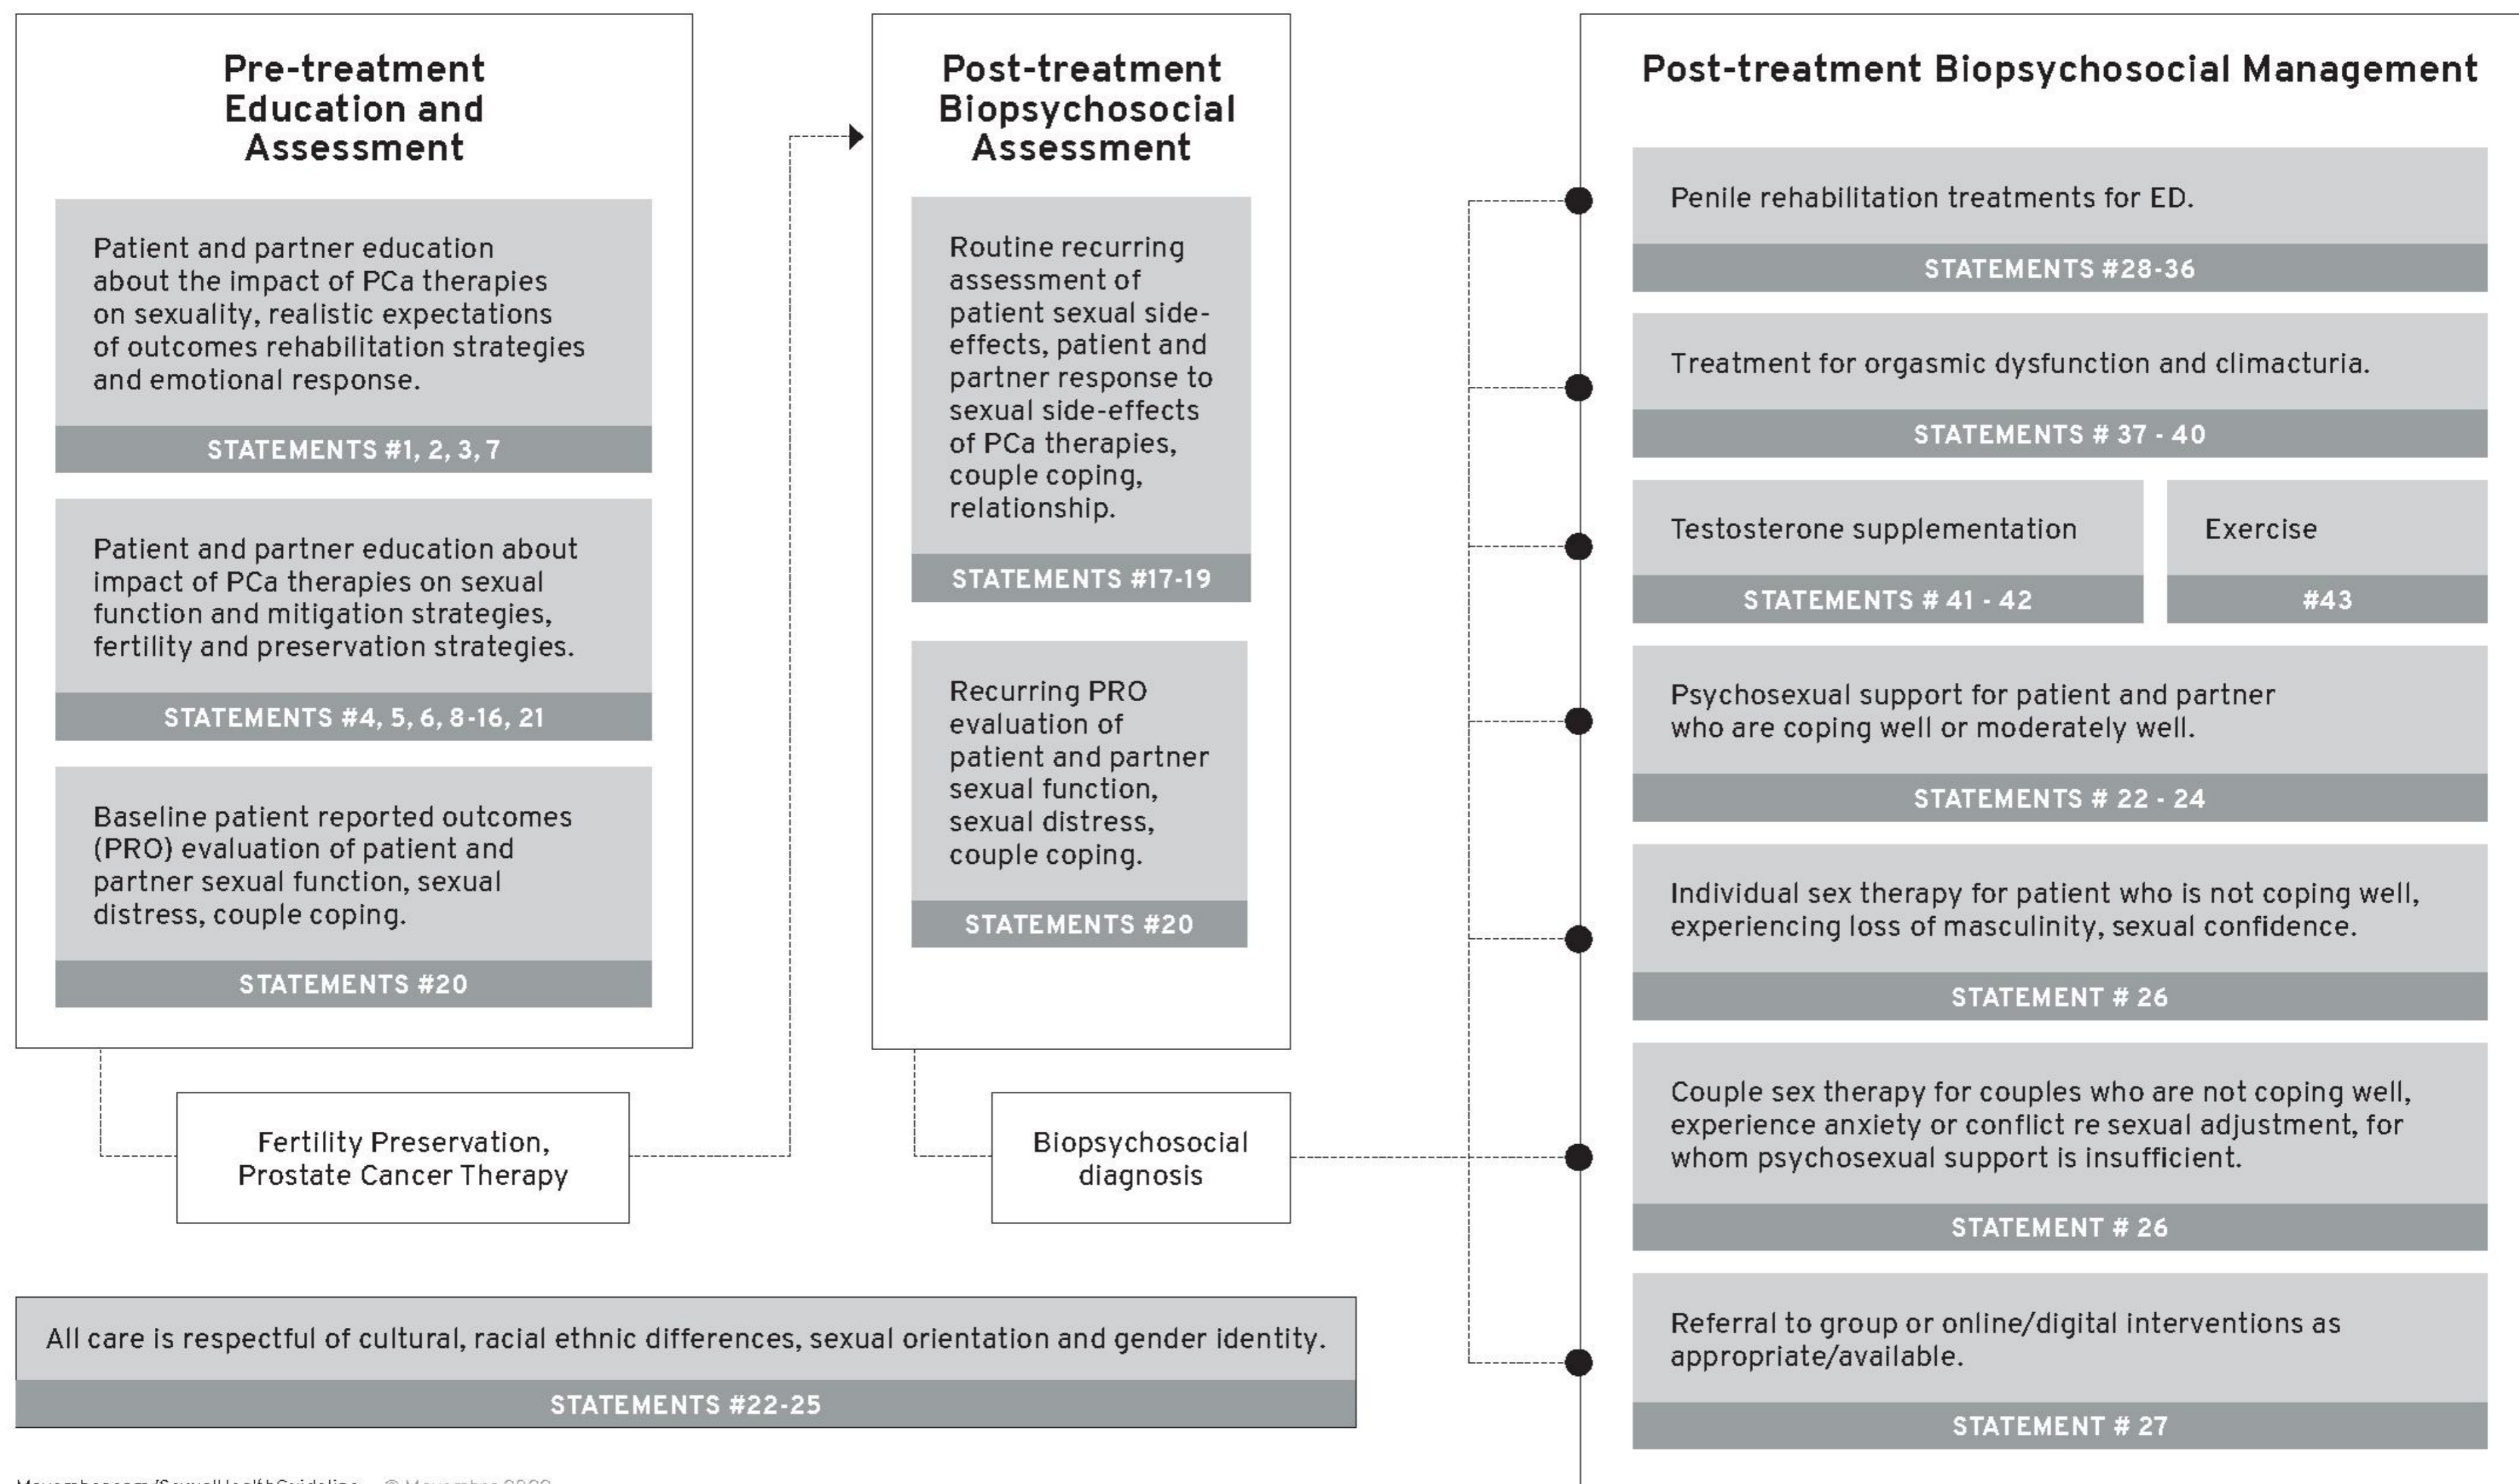 Pre-treatment
Education and
Assessment
Patient and partner education
about the impact of PCa therapies
on sexuality, realistic expectations
of outcomes rehabilitation strategies
and emotional response.
STATEMENTS #1, 2, 3, 7
Patient and partner education about
impact of PCa therapies on sexual
function and mitigation strategies,
fertility and preservation strategies.
STATEMENTS #4, 5, 6, 8-16, 21
Baseline patient reported outcomes
(PRO) evaluation of patient and
partner sexual function, sexual
distress, couple coping.
STATEMENTS #20
Fertility Preservation,
Prostate Cancer Therapy
Post-treatment
Biopsychosocial
Assessment
Routine recurring
assessment of
patient sexual side-
effects, patient and
partner response to
sexual side-effects
of PCa therapies,
couple coping,
relationship.
STATEMENTS #17-19
Recurring PRO
evaluation of
patient and partner
sexual function,
sexual distress,
couple coping.
STATEMENTS #20
Biopsychosocial
diagnosis
Post-treatment Biopsychosocial Management
Penile rehabilitation treatments for ED.
STATEMENTS #28-36
Treatment for orgasmic dysfunction and climacturia.
STATEMENTS # 37 - 40
Testosterone supplementation
STATEMENTS # 41 - 42
Exercise
#43
Psychosexual support for patient and partner
who are coping well or moderately well.
STATEMENTS # 22 - 24
Individual sex therapy for patient who is not coping well,
experiencing loss of masculinity, sexual confidence.
STATEMENT # 26
Couple sex therapy for couples who are not coping well,
experience anxiety or conflict re sexual adjustment, for
whom psychosexual support is insufficient.
STATEMENT # 26
Referral to group or online/digital interventions as
appropriate/available.
STATEMENT # 27
All care is respectful of cultural, racial ethnic differences, sexual orientation and gender identity.
STATEMENTS #22-25